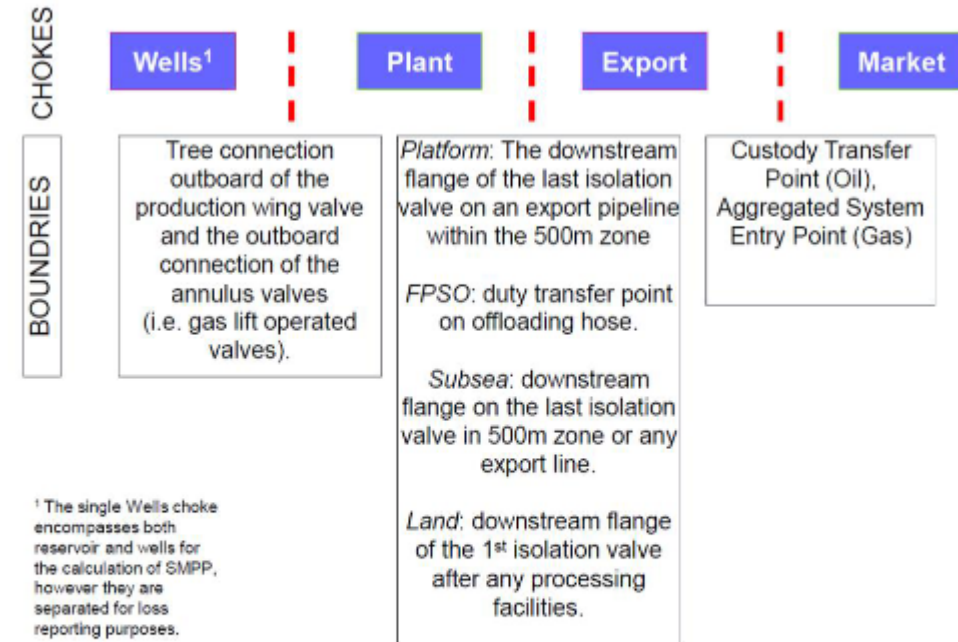 CHOKES
Wells¹
Plant
Export
Market
BOUNDRIES
Tree connection
outboard of the
production wing valve
and the outboard
connection of the
annulus valves
(i.e. gas lift operated
valves).
Platform: The downstream
flange of the last isolation
valve on an export pipeline
within the 500m zone
FPSO: duty transfer point
on offloading hose.
Subsea: downstream
flange on the last isolation
valve in 500m zone or any
export line.
Land: downstream flange
of the 1st isolation valve
after any processing
facilities.
Custody Transfer
Point (Oil),
Aggregated System
Entry Point (Gas)
¹ The single Wells choke
encompasses both
reservoir and wells for
the calculation of SMPP,
however they are
separated for loss
reporting purposes.